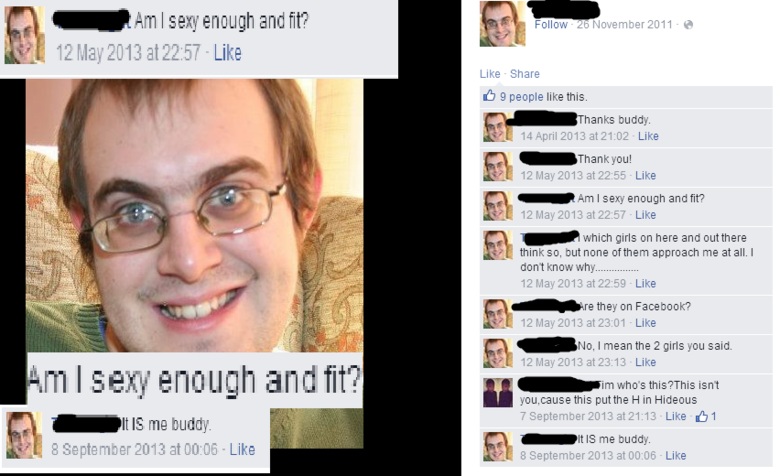 Am I sexy enough and fit?
12 May 2013 at 22:57 · Like
Am I sexy enough and fit?
It IS me buddy.
8 September 2013 at 00:06 · Like
Follow · 26 November 2011 ·
Like · Share
9 people like this.
Thanks buddy.
14 April 2013 at 21:02 · Like
Thank you!
12 May 2013 at 22:55 · Like
Am I sexy enough and fit?
12 May 2013 at 22:57 · Like
which girls on here and out there
think so, but none of them approach me at all. I
don't know why................
12 May 2013 at 22:59 · Like
Are they on Facebook?
12 May 2013 at 23:01 · Like
No, I mean the 2 girls you said.
12 May 2013 at 23:13 · Like
Tim who's this?This isn't
you,cause this put the H in Hideous
7 September 2013 at 21:13 · Like · 1
It IS me buddy.
8 September 2013 at 00:06 · Like